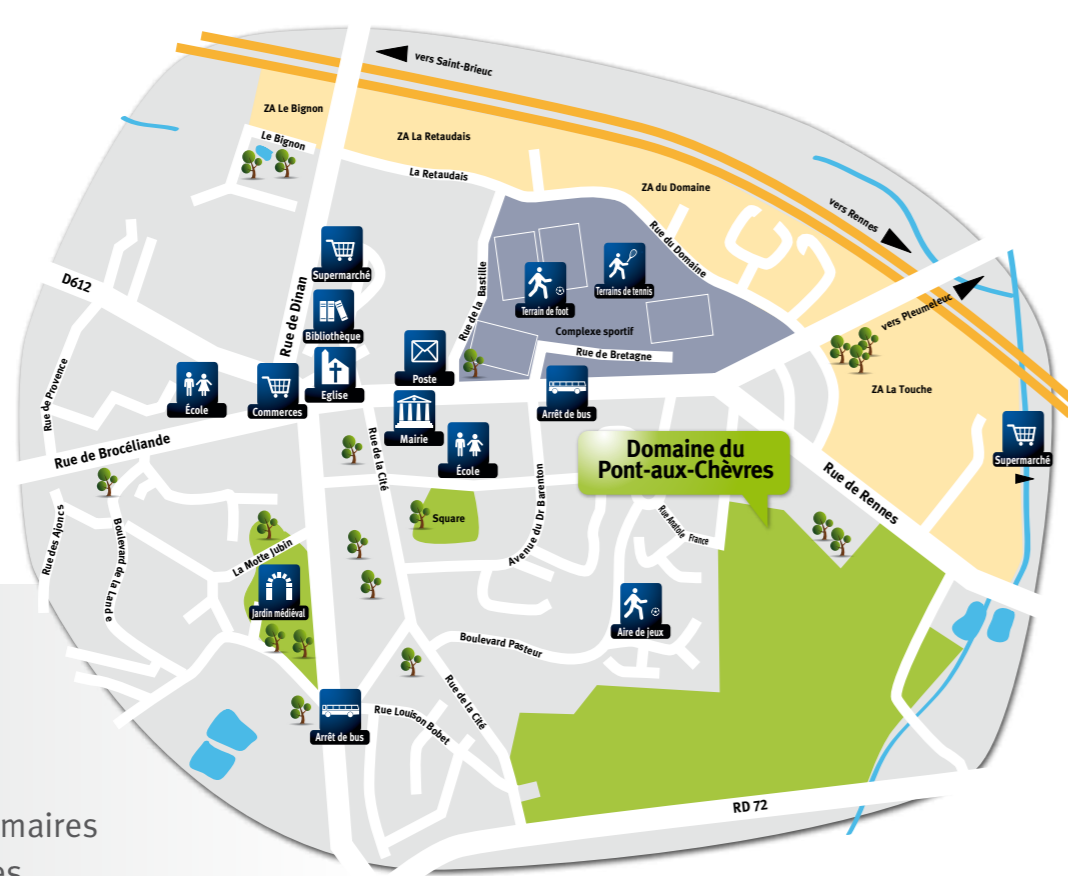 vers Saint-Brieuc
ZA Le Bignon
Le Bignon
ZA La Retaudais
La Retaudais
ZA du Domaine
vers Rennes
Rue du Domaine
vers Pleumeleuc
D612
Rue de Dinan
Supermarché
Bibliothèque
Rue de la Bastille
Terrain de foot
Terrains de tennis
Complexe sportif
Rue de Bretagne
Rue de Provence
École
Commerces
Eglise
Poste
Mairie
École
Arrêt de bus
ZA La Touche
Supermarché
Rue de Brocéliande
Rue de la Cité
Domaine du
Pont-aux-Chèvres
Rue de Rennes
Square
Avenue du Dr Barenton
Rue Anatole France
Rue des Ajoncs
Boulevard de la Lande
La Motte Jubin
Jardin médiéval
Aire de jeux
Boulevard Pasteur
Rue de la Cité
Arrêt de bus
Rue Louison Bobet
RD 72
maires